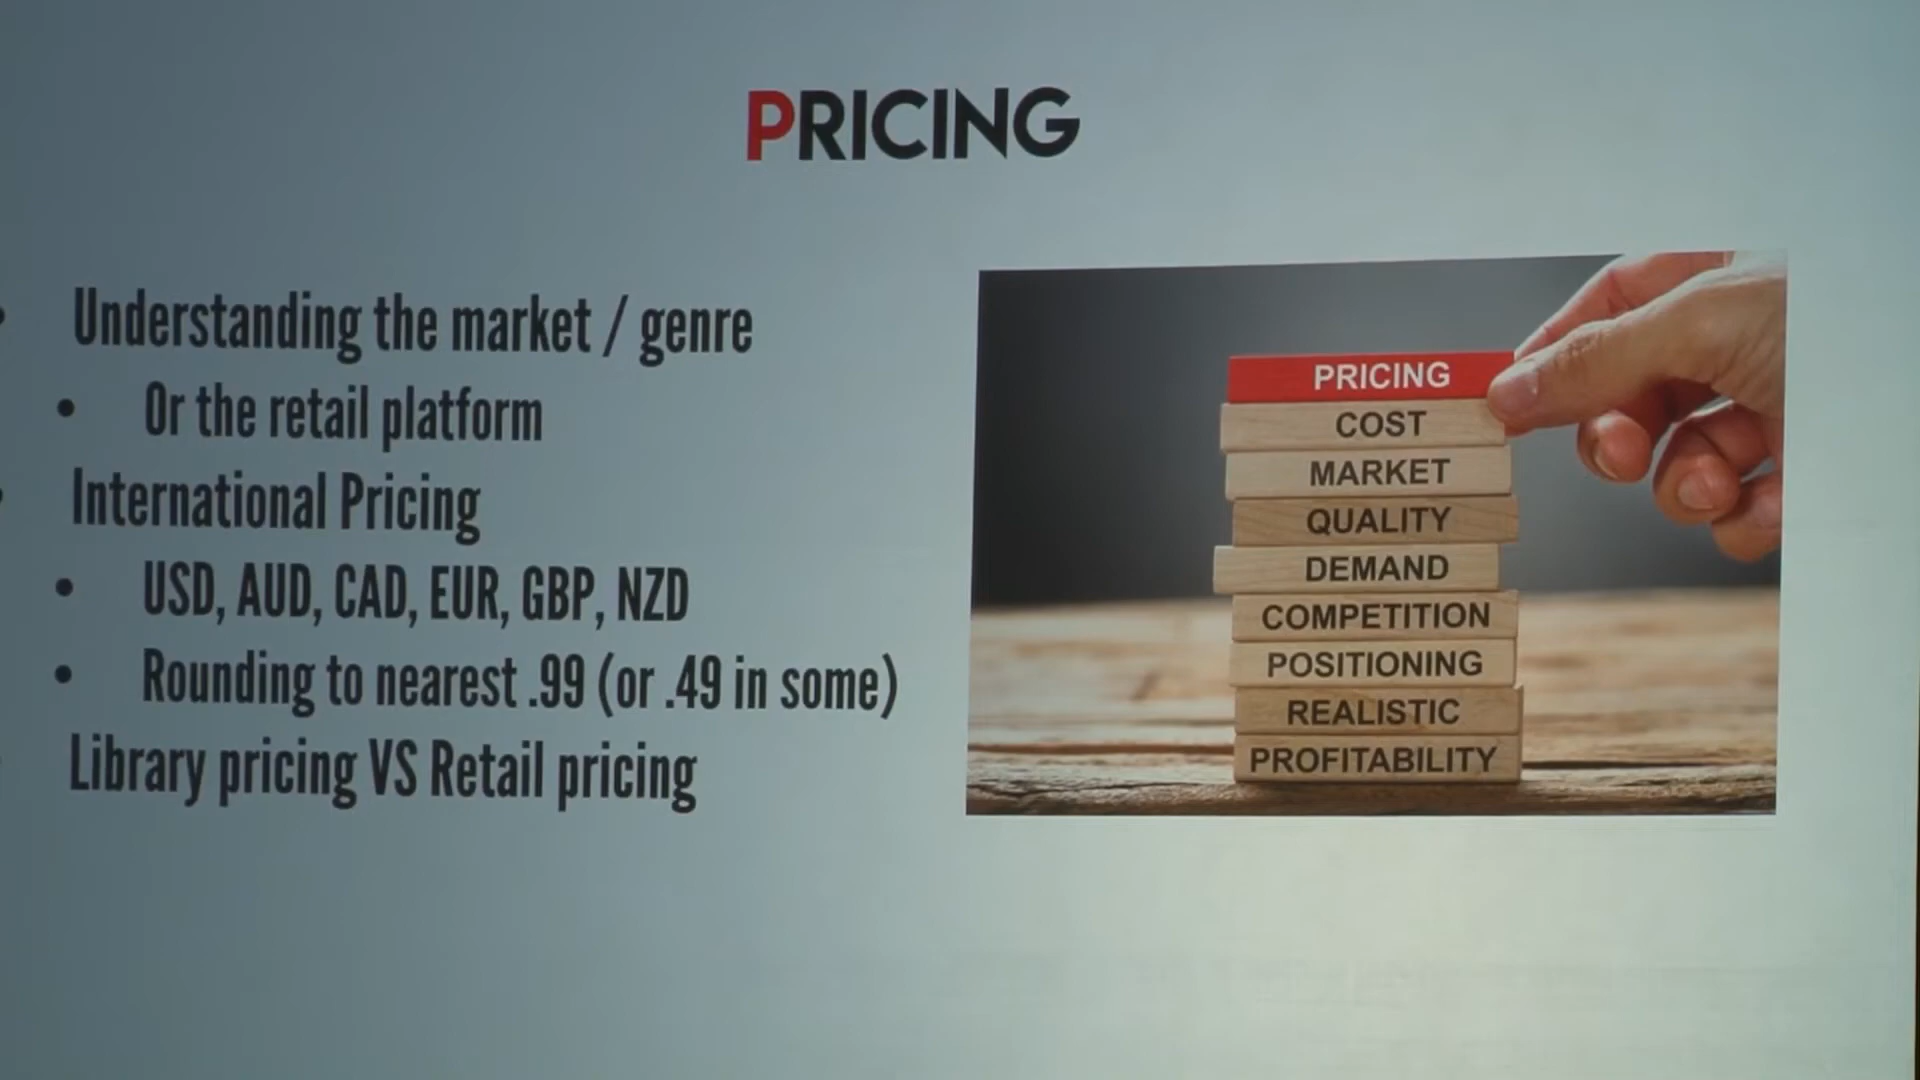 PRICING
• Understanding the market / genre
• Or the retail platform
• International Pricing
• USD, AUD, CAD, EUR, GBP, NZD
• Rounding to nearest .99 (or .49 in some)
• Library pricing VS Retail pricing
PRICING
COST
MARKET
QUALITY
DEMAND
COMPETITION
POSITIONING
REALISTIC
PROFITABILITY